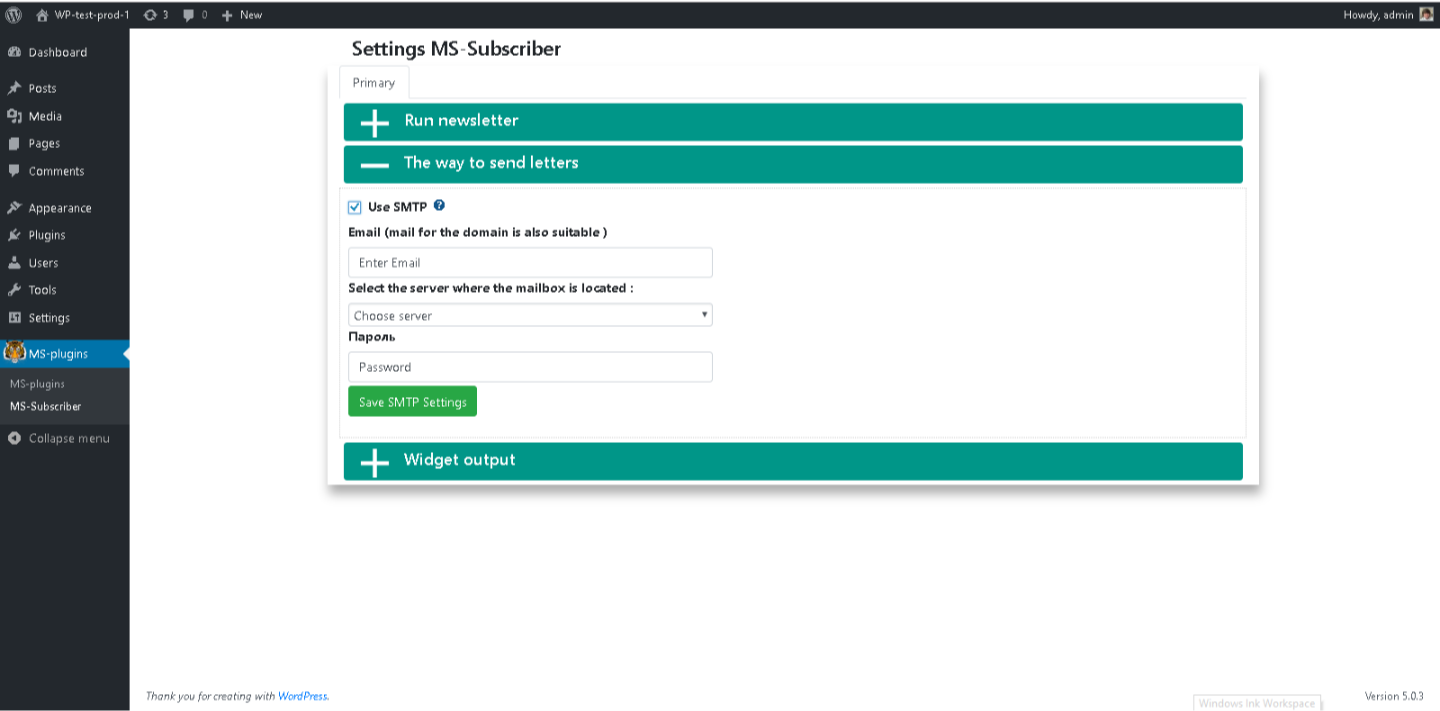 WP-test-prod-1 3 0 New Howdy, admin
Dashboard
Posts
Media
Pages
Comments
Appearance
Plugins
Users
Tools
Settings
MS-plugins
MS-plugins
MS-Subscriber
Collapse menu
Settings MS-Subscriber
Primary
Run newsletter
The way to send letters
Use SMTP ?
Email (mail for the domain is also suitable )
Enter Email
Select the server where the mailbox is located :
Choose server
Пароль
Password
Save SMTP Settings
Widget output
Thank you for creating with WordPress.
Windows Ink Workspace
Version 5.0.3